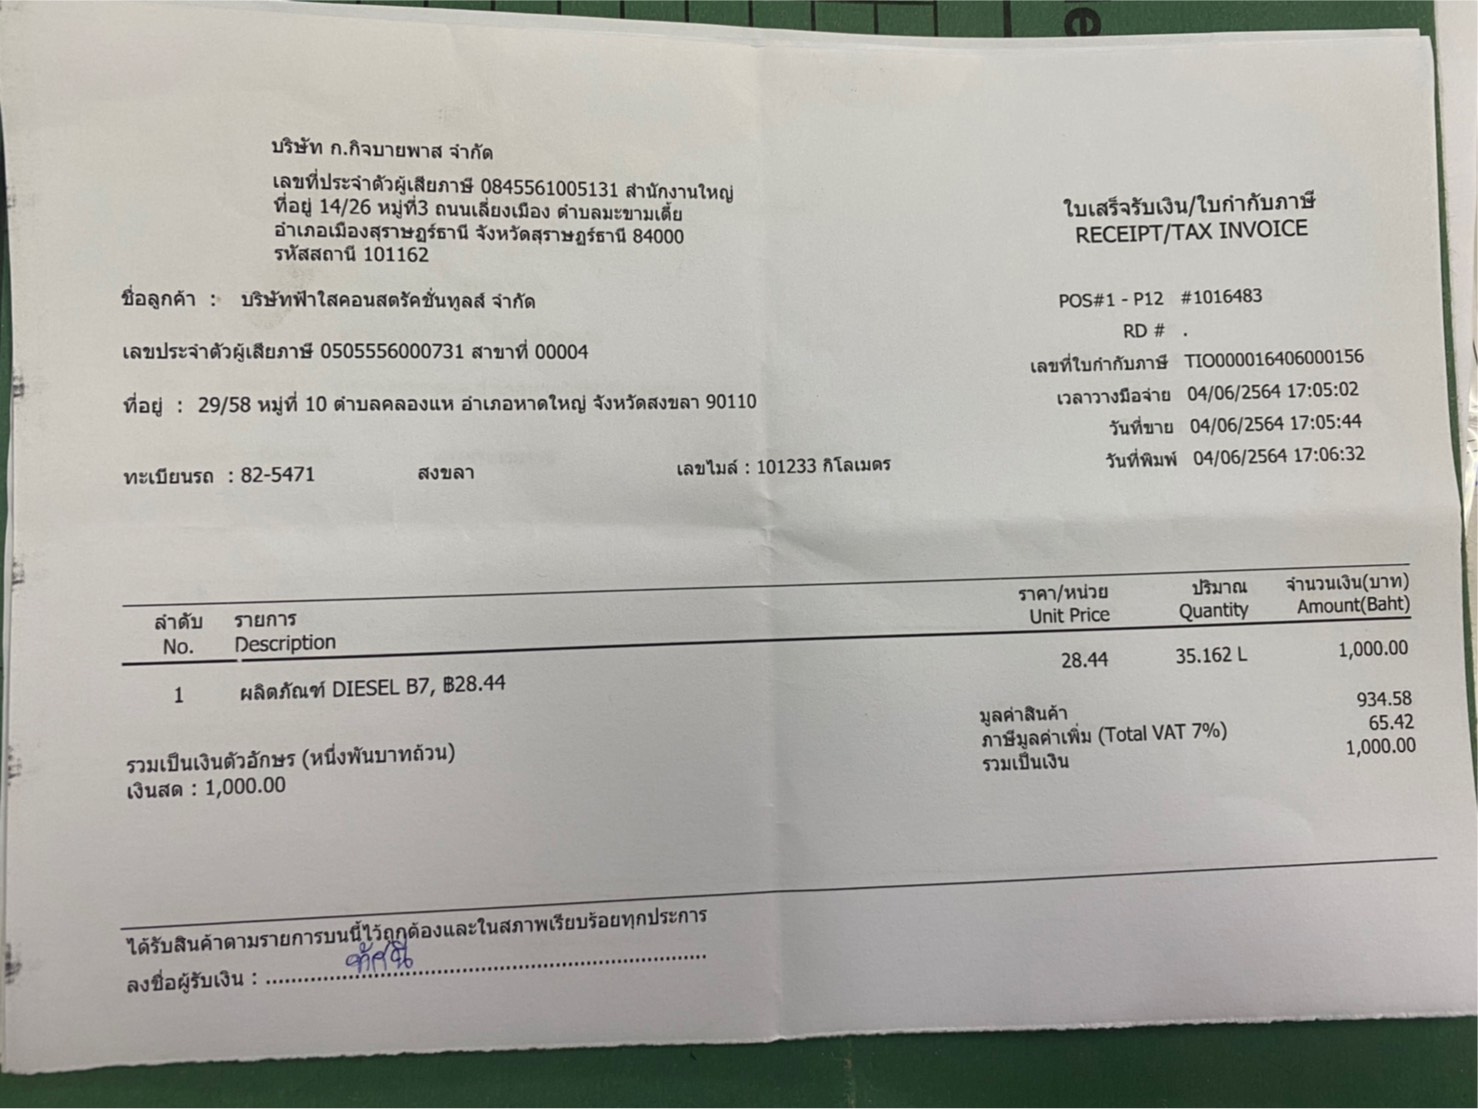 บริษัท ก.กิจบายพาส จำกัด
เลขที่ประจำตัวผู้เสียภาษี 0845561005131 สำนักงานใหญ่
ที่อยู่ 14/26 หมู่ที่3 ถนนเลี่ยงเมือง ตำบลมะขามเตี้ย
อำเภอเมืองสุราษฎร์ธานี จังหวัดสุราษฎร์ธานี 84000
รหัสสถานี 101162
ใบเสร็จรับเงิน/ใบกำกับภาษี
RECEIPT/TAX INVOICE
ชื่อลูกค้า : บริษัทฟ้าใสคอนสตรัคชั่นทูลส์ จำกัด
เลขประจำตัวผู้เสียภาษี 0505556000731 สาขาที่ 00004
ที่อยู่ : 29/58 หมู่ที่ 10 ตำบลคลองแห อำเภอหาดใหญ่ จังหวัดสงขลา 90110
ทะเบียนรถ : 82-5471 สงขลา เลขไมล์ : 101233 กิโลเมตร
POS#1 - P12 #1016483
RD # .
เลขที่ใบกำกับภาษี TIO000016406000156
เวลาวางมือจ่าย 04/06/2564 17:05:02
วันที่ขาย 04/06/2564 17:05:44
วันที่พิมพ์ 04/06/2564 17:06:32
ลำดับ รายการ ราคา/หน่วย ปริมาณ จำนวนเงิน(บาท)
No. Description Unit Price Quantity Amount(Baht)
1 ผลิตภัณฑ์ DIESEL B7, ฿28.44 28.44 35.162 L 1,000.00
มูลค่าสินค้า 934.58
ภาษีมูลค่าเพิ่ม (Total VAT 7%) 65.42
รวมเป็นเงิน 1,000.00
รวมเป็นเงินตัวอักษร (หนึ่งพันบาทถ้วน)
เงินสด : 1,000.00
ได้รับสินค้าตามรายการบนนี้ไว้ถูกต้องและในสภาพเรียบร้อยทุกประการ
ลงชื่อผู้รับเงิน : ........................................